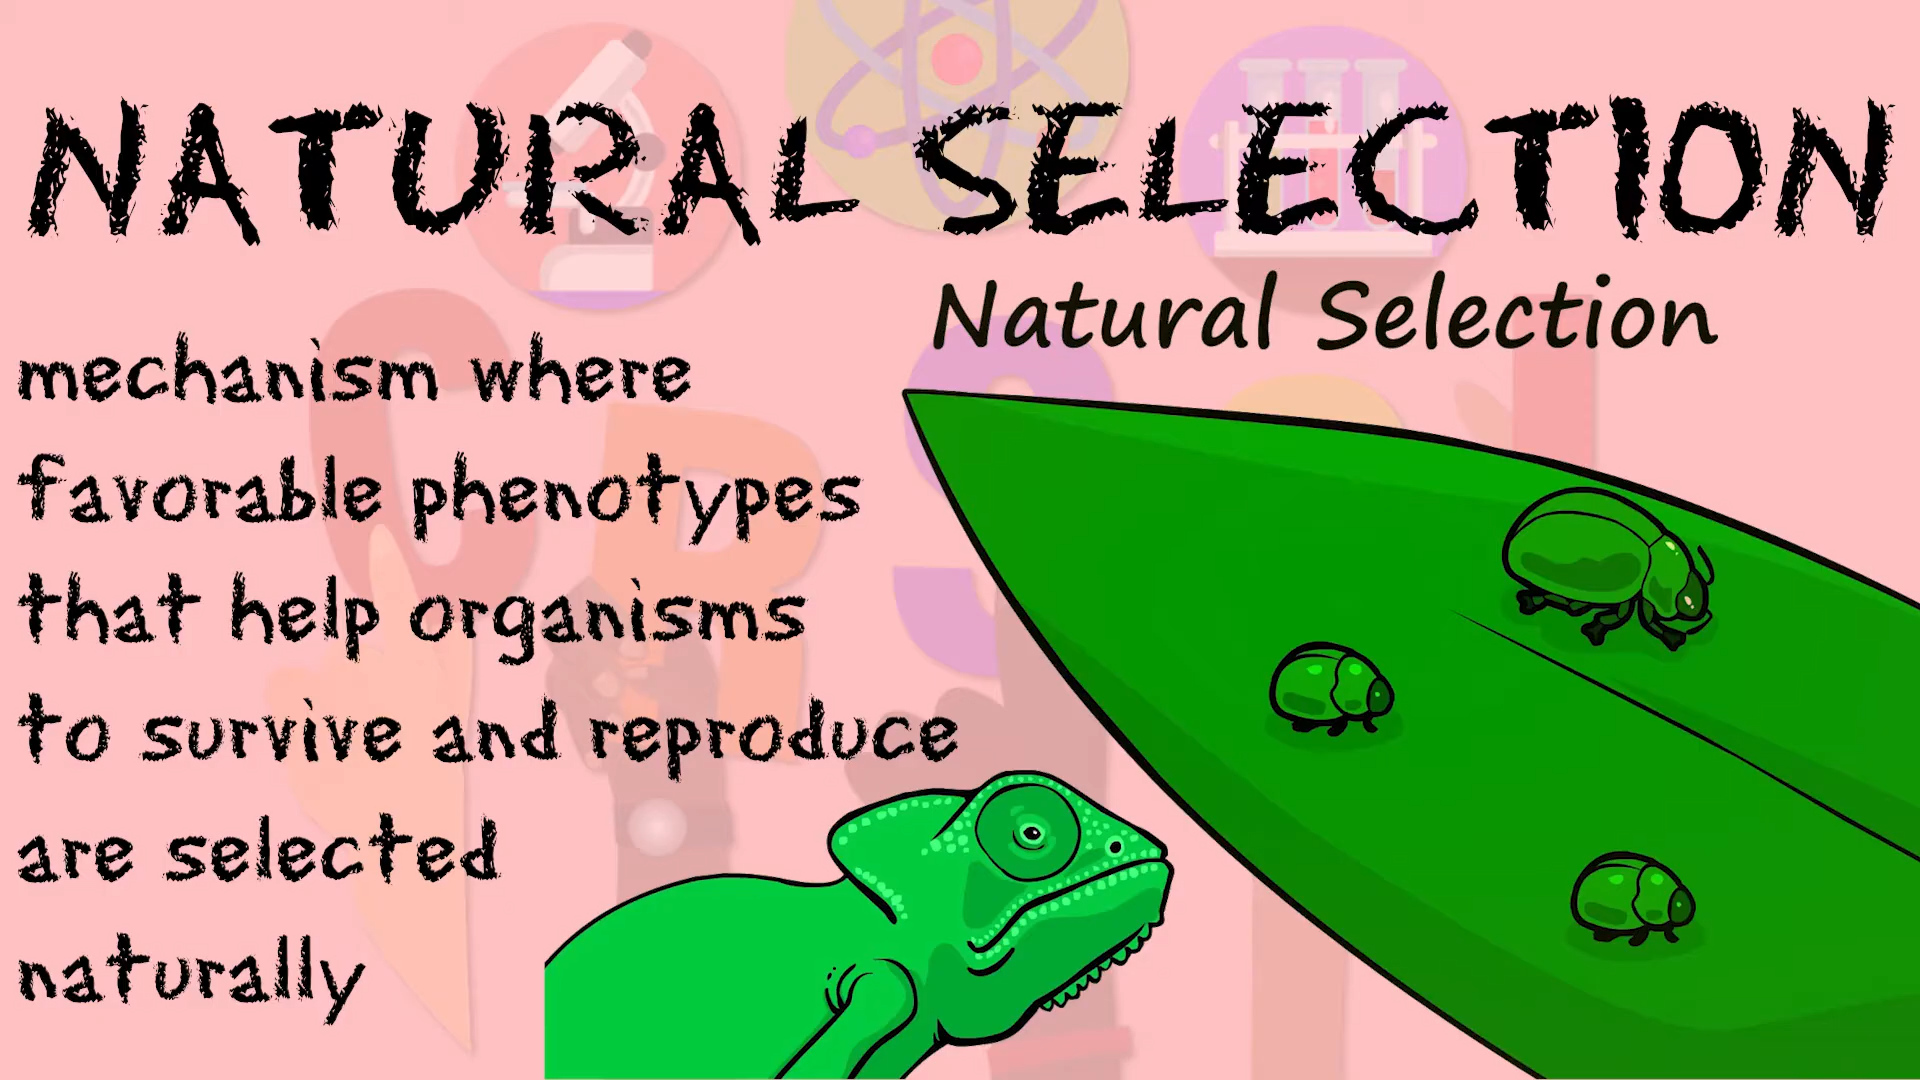 NATURAL SELECTION
Natural Selection
mechanism where
favorable phenotypes
that help organisms
to survive and reproduce
are selected
naturally